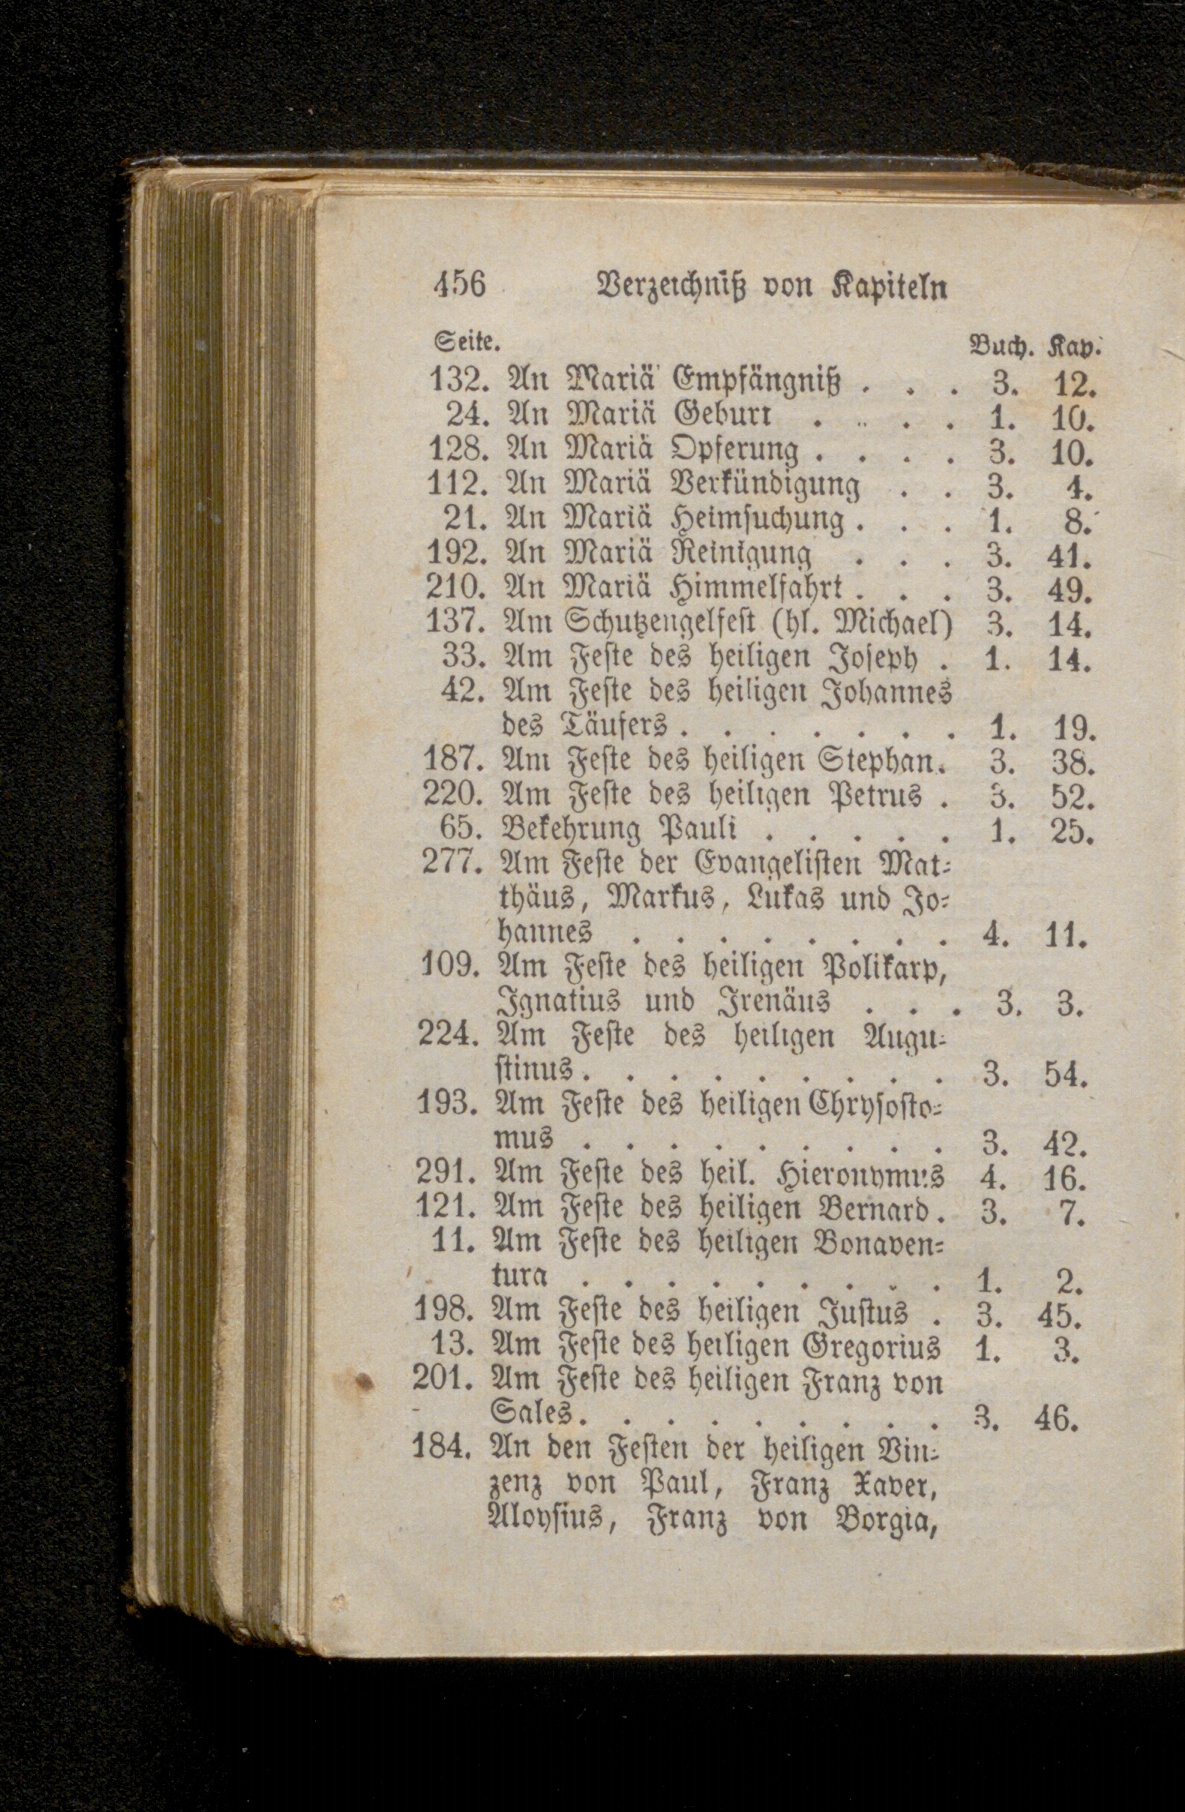 456 Verzeichniß von Kapiteln
Seite. Buch. Kap.
132. An Mariä Empfängniß . . . 3. 12.
24. An Mariä Geburt . . . . 1. 10.
128. An Mariä Opferung . . . . 3. 10.
112. An Mariä Verkündigung . . 3. 4.
21. An Mariä Heimsuchung . . . 1. 8.
192. An Mariä Reinigung . . . 3. 41.
210. An Mariä Himmelfahrt . . . 3. 49.
137. Am Schutzengelfest (hl. Michael) 3. 14.
33. Am Feste des heiligen Joseph . 1. 14.
42. Am Feste des heiligen Johannes
des Täufers . . . . . . . 1. 19.
187. Am Feste des heiligen Stephan. 3. 38.
220. Am Feste des heiligen Petrus . 3. 52.
65. Bekehrung Pauli . . . . . 1. 25.
277. Am Feste der Evangelisten Mat-
thäus, Markus, Lukas und Jo-
hannes . . . . . . . . 4. 11.
109. Am Feste des heiligen Polikarp,
Ignatius und Irenäus . . . 3. 3.
224. Am Feste des heiligen Augu-
stinus . . . . . . . . . 3. 54.
193. Am Feste des heiligen Chrysosto-
mus . . . . . . . . . 3. 42.
291. Am Feste des heil. Hieronymus 4. 16.
121. Am Feste des heiligen Bernard . 3. 7.
11. Am Feste des heiligen Bonaven-
tura . . . . . . . . . 1. 2.
198. Am Feste des heiligen Justus . 3. 45.
13. Am Feste des heiligen Gregorius 1. 3.
201. Am Feste des heiligen Franz von
Sales . . . . . . . . . 3. 46.
184. An den Festen der heiligen Vin-
zenz von Paul, Franz Xaver,
Aloysius, Franz von Borgia,